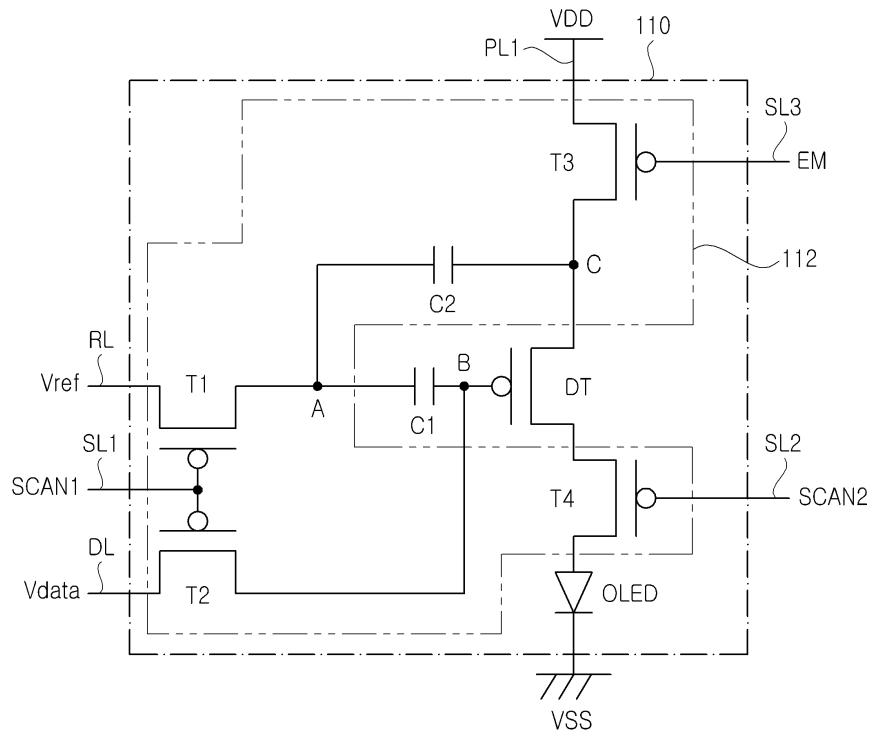 VDD
110
PL1
SL3
T3
EM
C
112
C2
RL
B
Vref
T1
DT
A
C1
SL1
SL2
SCAN1
T4
SCAN2
DL
Vdata
T2
OLED
VSS